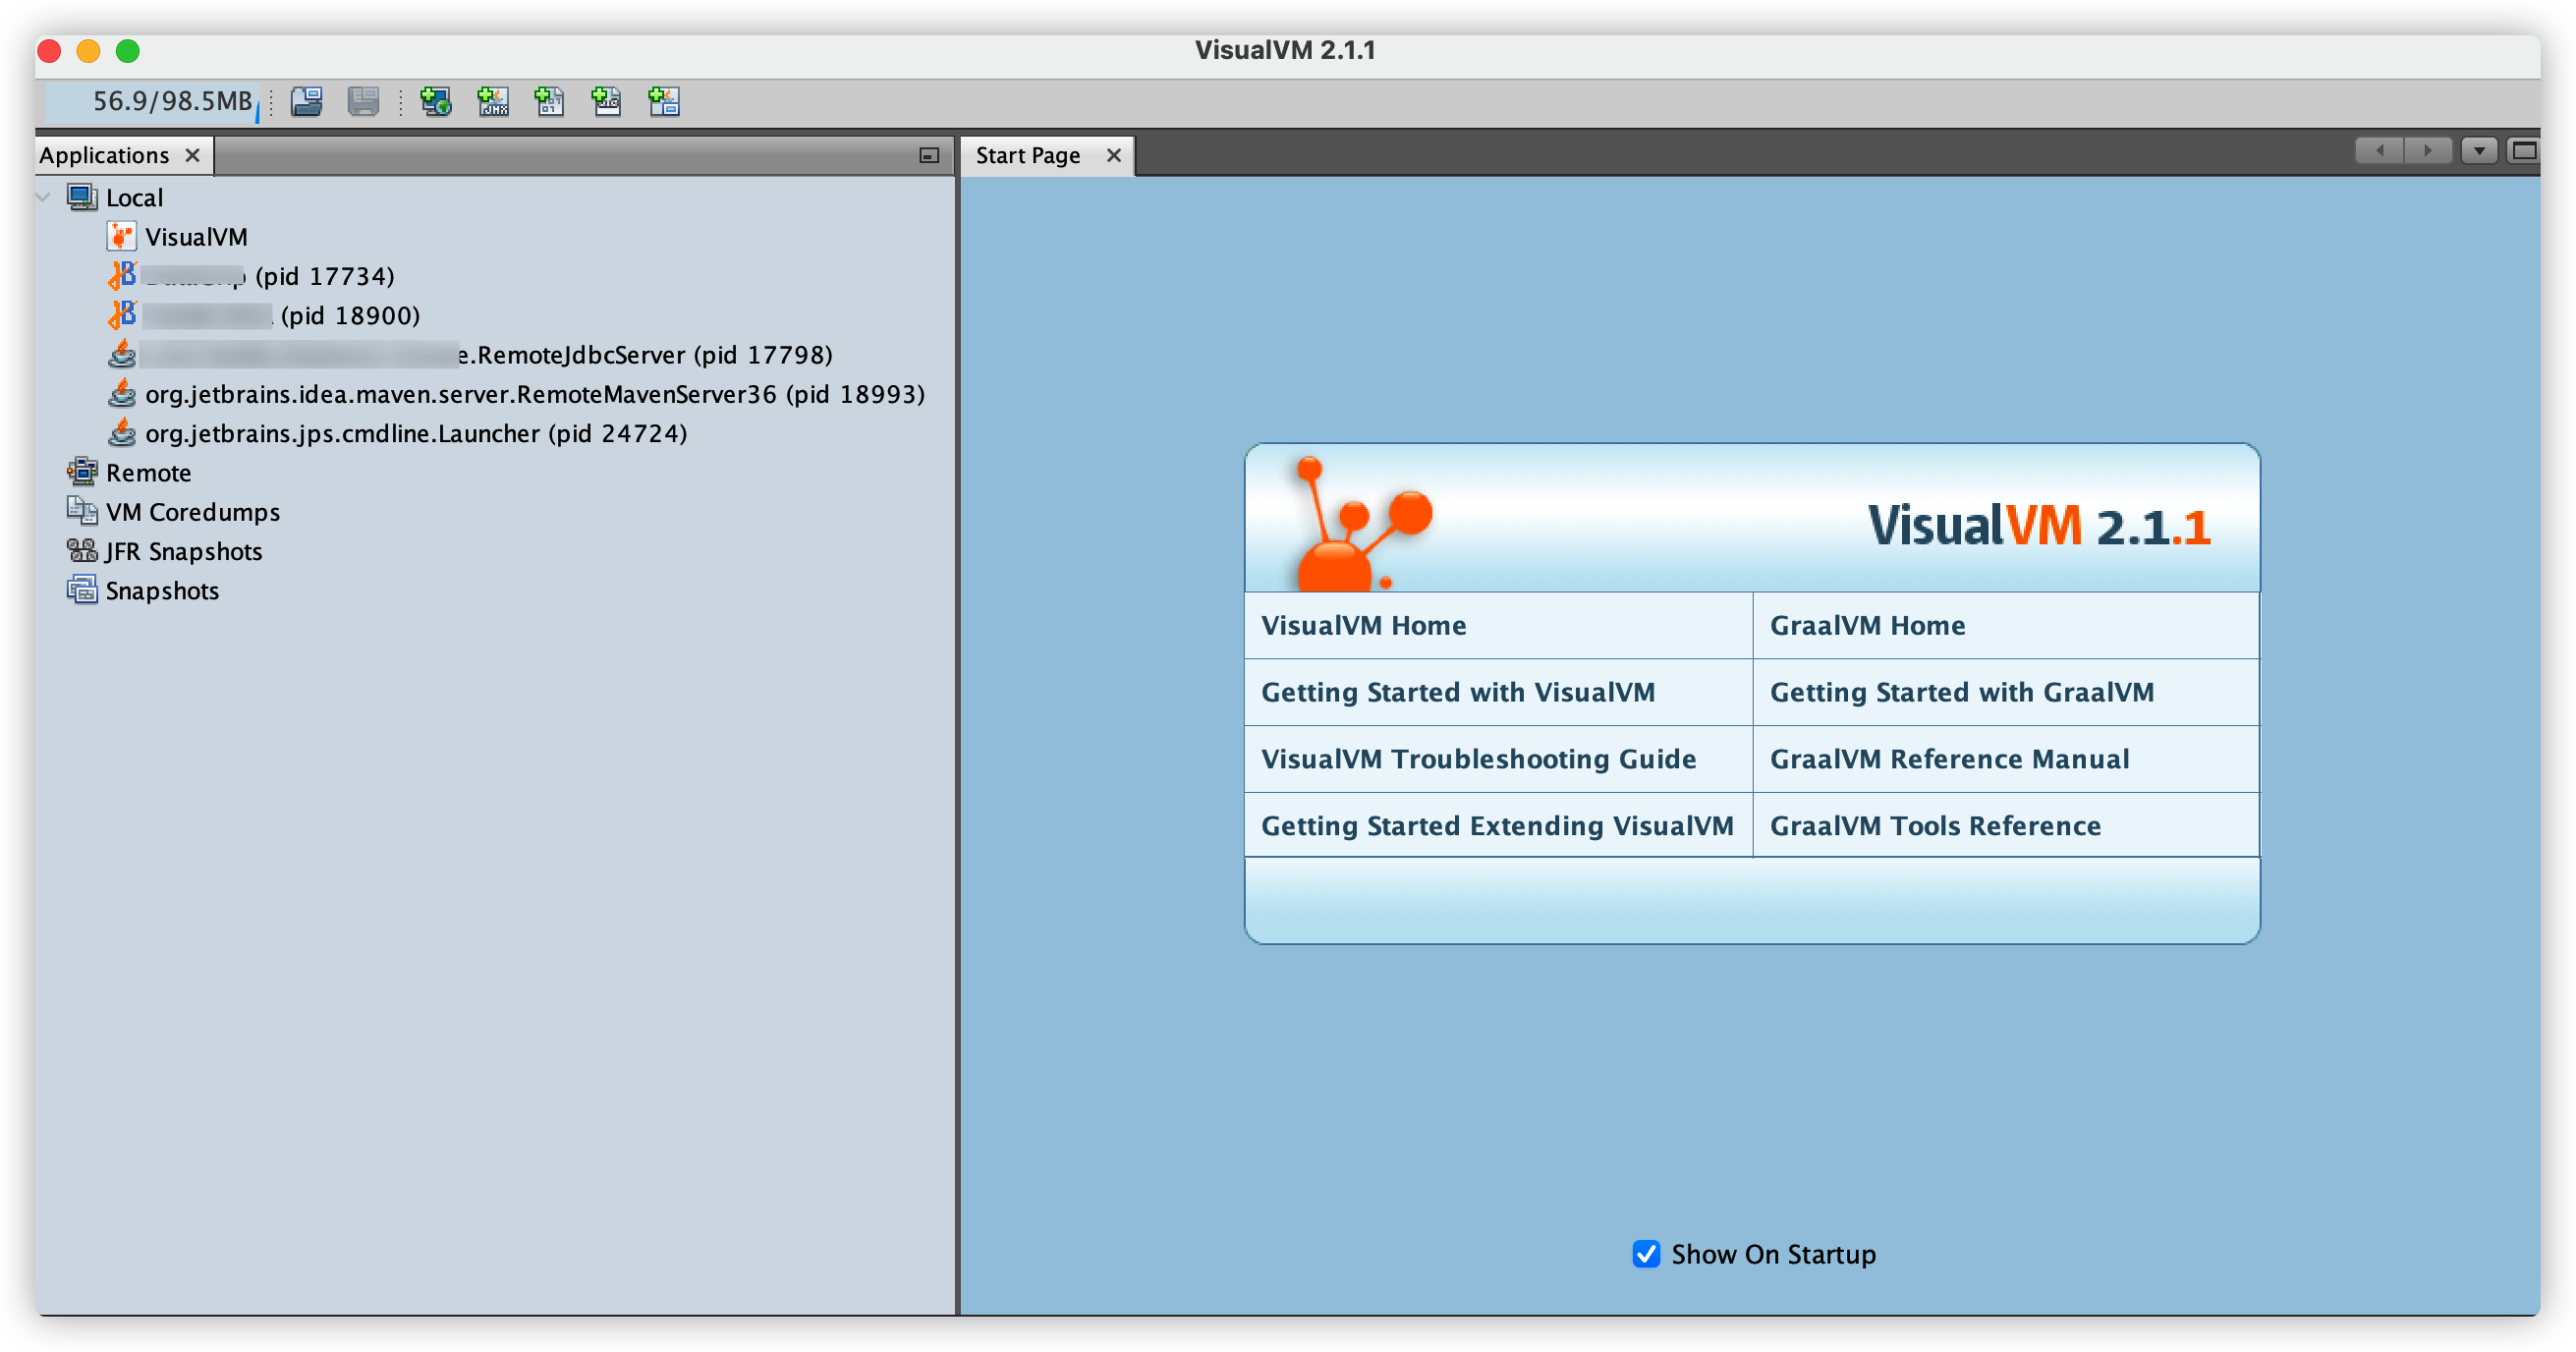 VisualVM 2.1.1
56.9/98.5MB
Applications
Start Page
Local
VisualVM
(pid 17734)
(pid 18900)
e.RemoteJdbcServer (pid 17798)
org.jetbrains.idea.maven.server.RemoteMavenServer36 (pid 18993)
org.jetbrains.jps.cmdline.Launcher (pid 24724)
Remote
VM Coredumps
JFR Snapshots
Snapshots
VisualVM 2.1.1
VisualVM Home
GraalVM Home
Getting Started with VisualVM
Getting Started with GraalVM
VisualVM Troubleshooting Guide
GraalVM Reference Manual
Getting Started Extending VisualVM
GraalVM Tools Reference
Show On Startup